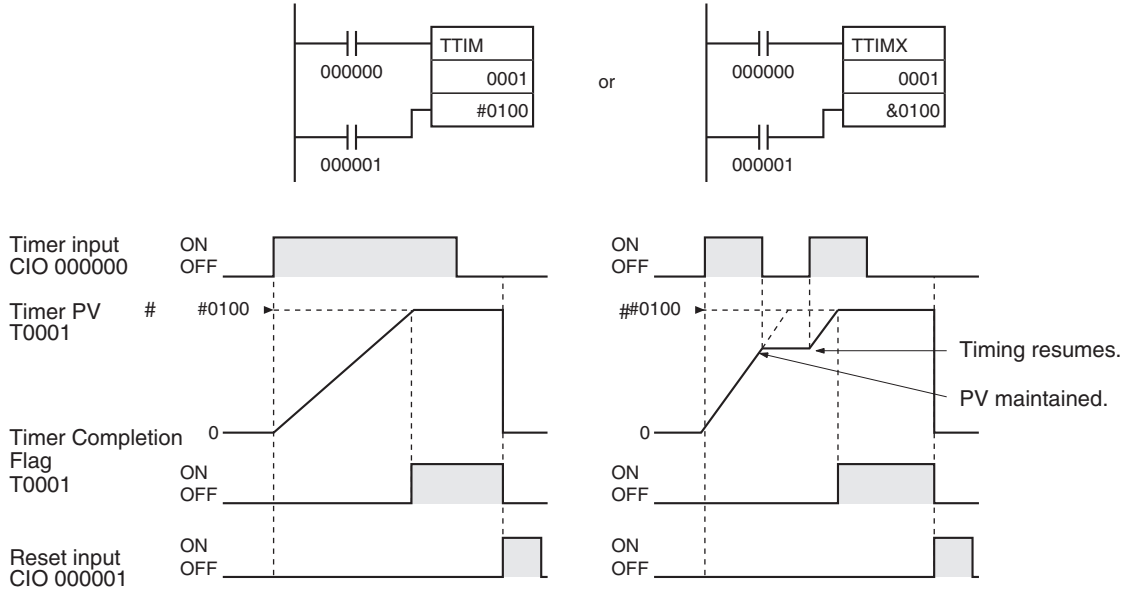 TTIM
000000
0001
#0100
000001
or
TTIMX
000000
0001
&0100
000001
Timer input
CIO 000000
ON
OFF
ON
OFF
Timer PV #
T0001
#0100
##0100
Timing resumes.
PV maintained.
0
0
Timer Completion
Flag
T0001
ON
OFF
ON
OFF
Reset input
CIO 000001
ON
OFF
ON
OFF